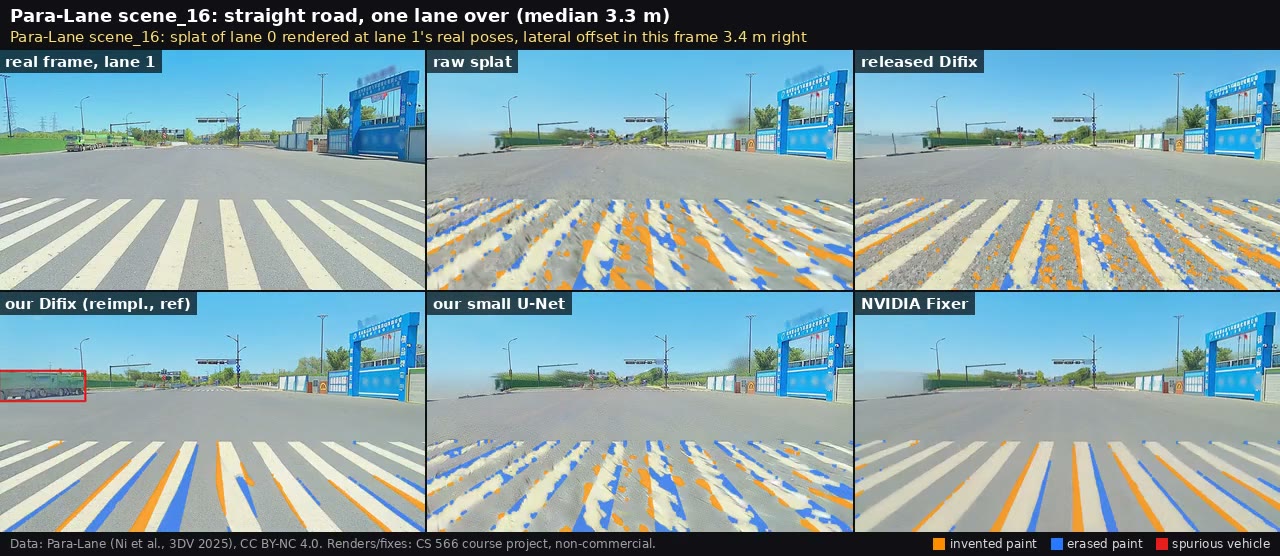 Para-Lane scene_16: straight road, one lane over (median 3.3 m)
Para-Lane scene_16: splat of lane 0 rendered at lane 1's real poses, lateral offset in this frame 3.4 m right
real frame, lane 1
raw splat
released Difix
our Difix (reimpl., ref)
our small U-Net
NVIDIA Fixer
Data: Para-Lane (Ni et al., 3DV 2025), CC BY-NC 4.0. Renders/fixes: CS 566 course project, non-commercial.
invented paint
erased paint
spurious vehicle